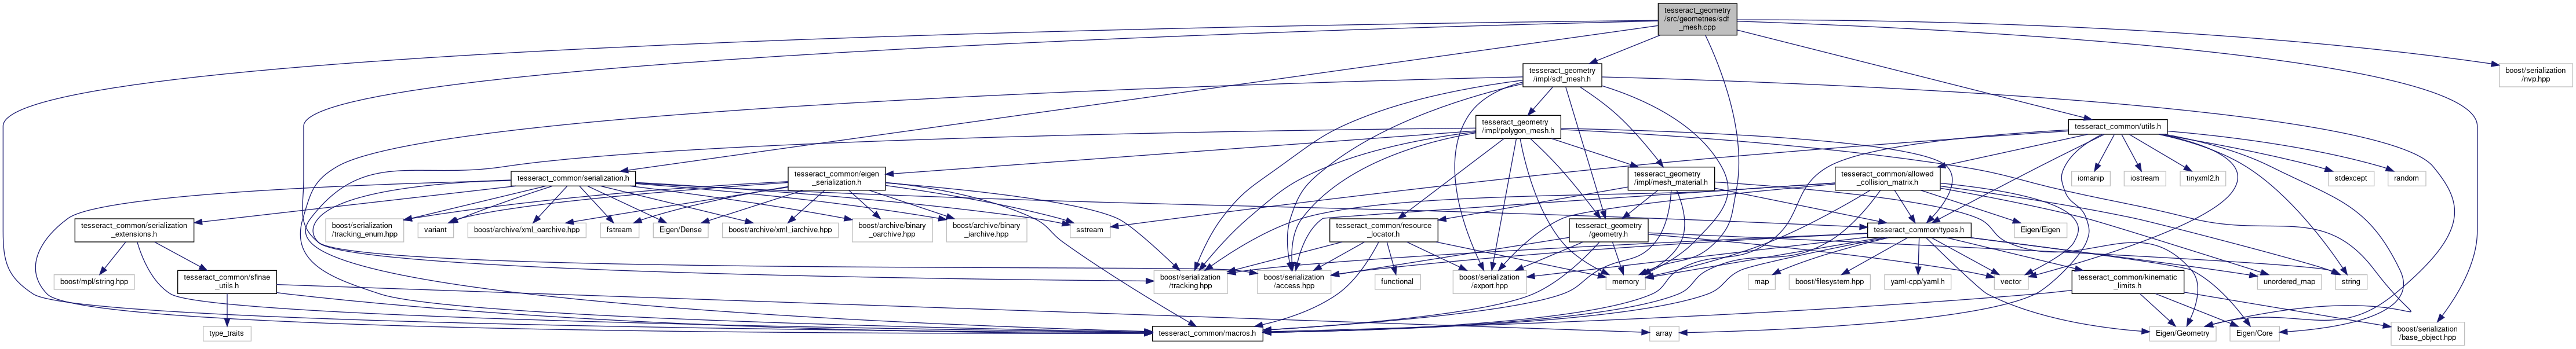 tesseract_geometry
/src/geometries/sdf
_mesh.cpp
tesseract_geometry
/impl/sdf_mesh.h
boost/serialization
/nvp.hpp
tesseract_geometry
/impl/polygon_mesh.h
tesseract_common/utils.h
tesseract_common/serialization.h
tesseract_common/eigen
_serialization.h
tesseract_geometry
/impl/mesh_material.h
tesseract_common/allowed
_collision_matrix.h
iomanip
iostream
tinyxml2.h
stdexcept
random
tesseract_common/serialization
_extensions.h
boost/serialization
/tracking_enum.hpp
variant
boost/archive/xml_oarchive.hpp
fstream
Eigen/Dense
boost/archive/xml_iarchive.hpp
boost/archive/binary
_oarchive.hpp
boost/archive/binary
_iarchive.hpp
sstream
tesseract_common/resource
_locator.h
tesseract_geometry
/geometry.h
tesseract_common/types.h
Eigen/Eigen
boost/mpl/string.hpp
tesseract_common/sfinae
_utils.h
boost/serialization
/tracking.hpp
boost/serialization
/access.hpp
functional
boost/serialization
/export.hpp
memory
map
boost/filesystem.hpp
yaml-cpp/yaml.h
vector
tesseract_common/kinematic
_limits.h
unordered_map
string
type_traits
tesseract_common/macros.h
array
Eigen/Geometry
Eigen/Core
boost/serialization
/base_object.hpp